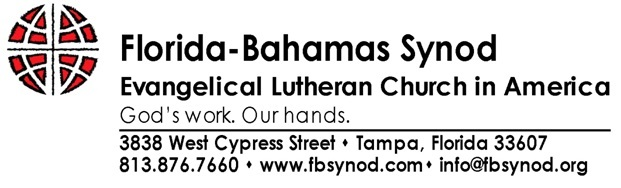 Florida-Bahamas Synod
Evangelical Lutheran Church in America
God's work. Our hands.
3838 West Cypress Street ♦ Tampa, Florida 33607
813.876.7660 ♦ www.fbsynod.com♦ info@fbsynod.org